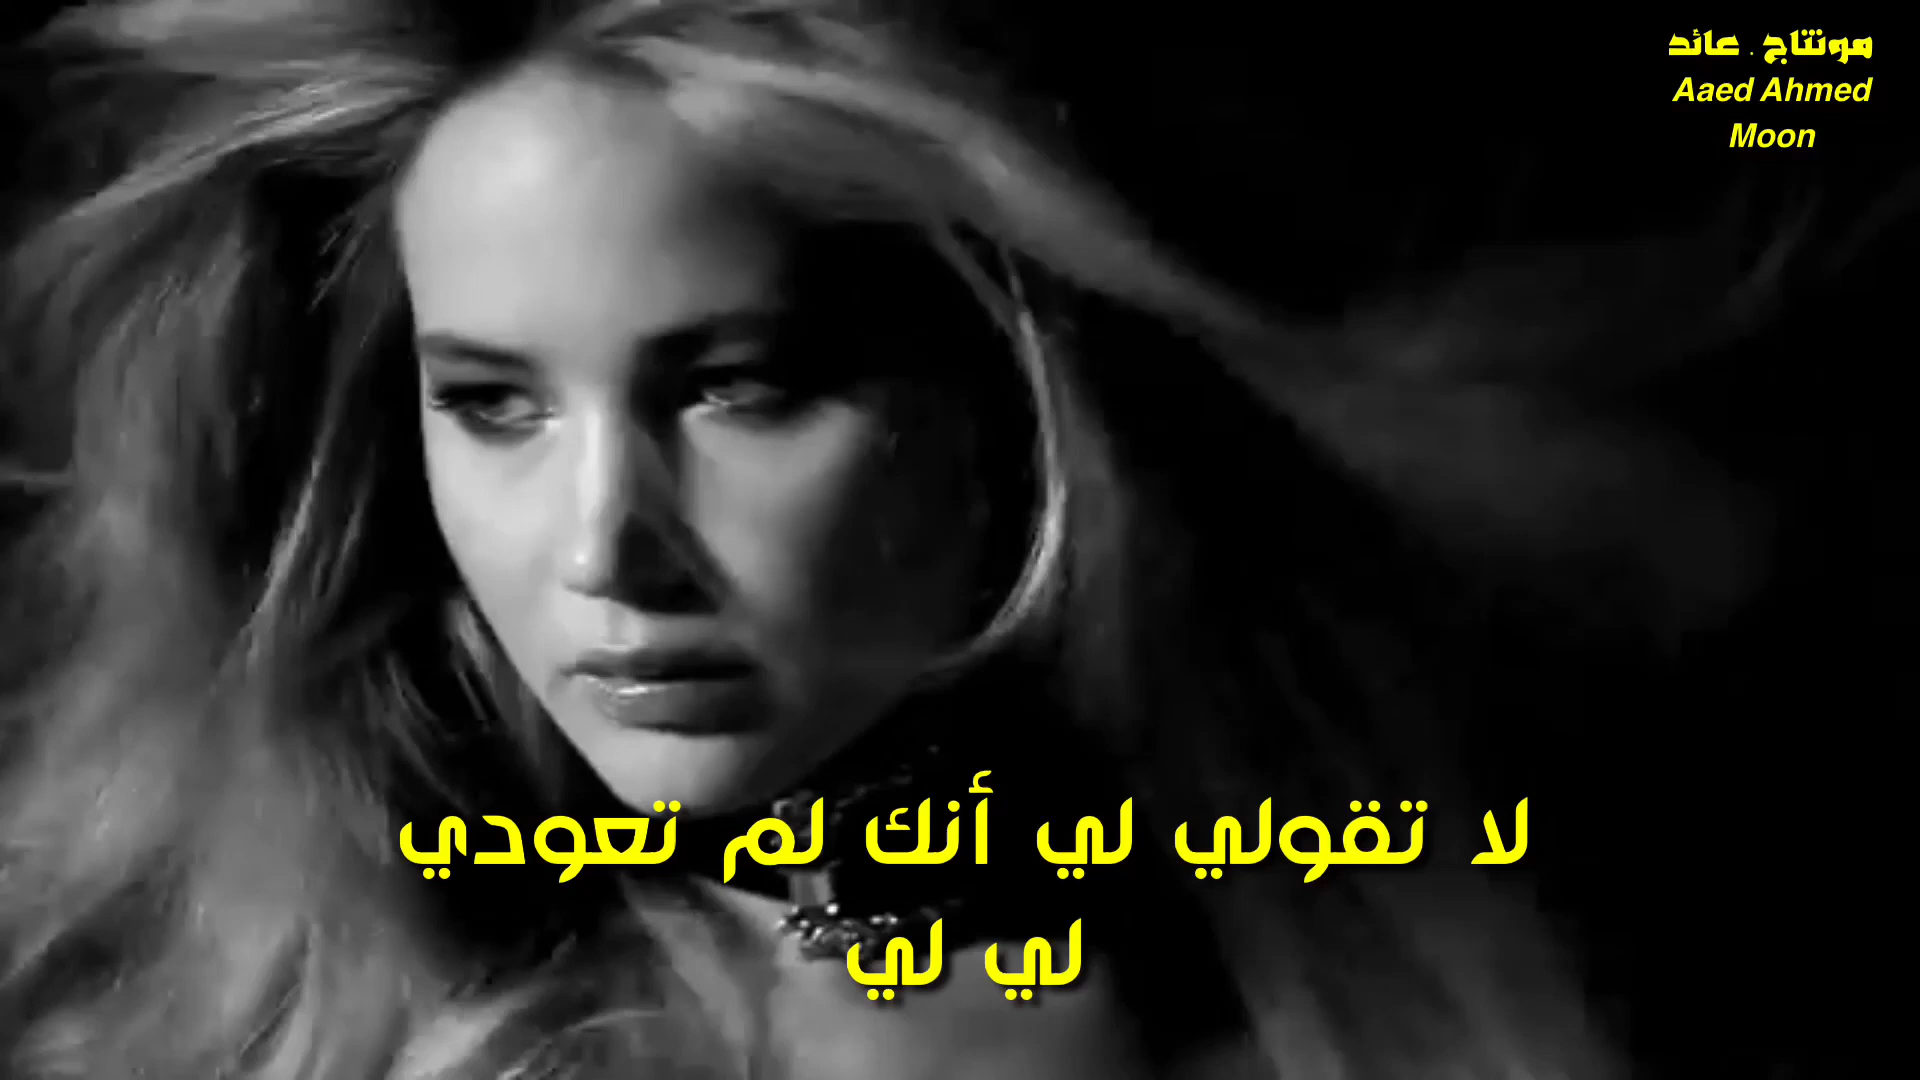 مونتاج . عائد
Aaed Ahmed
Moon
لا تقولي لي أنك لم تعودي
لي لي